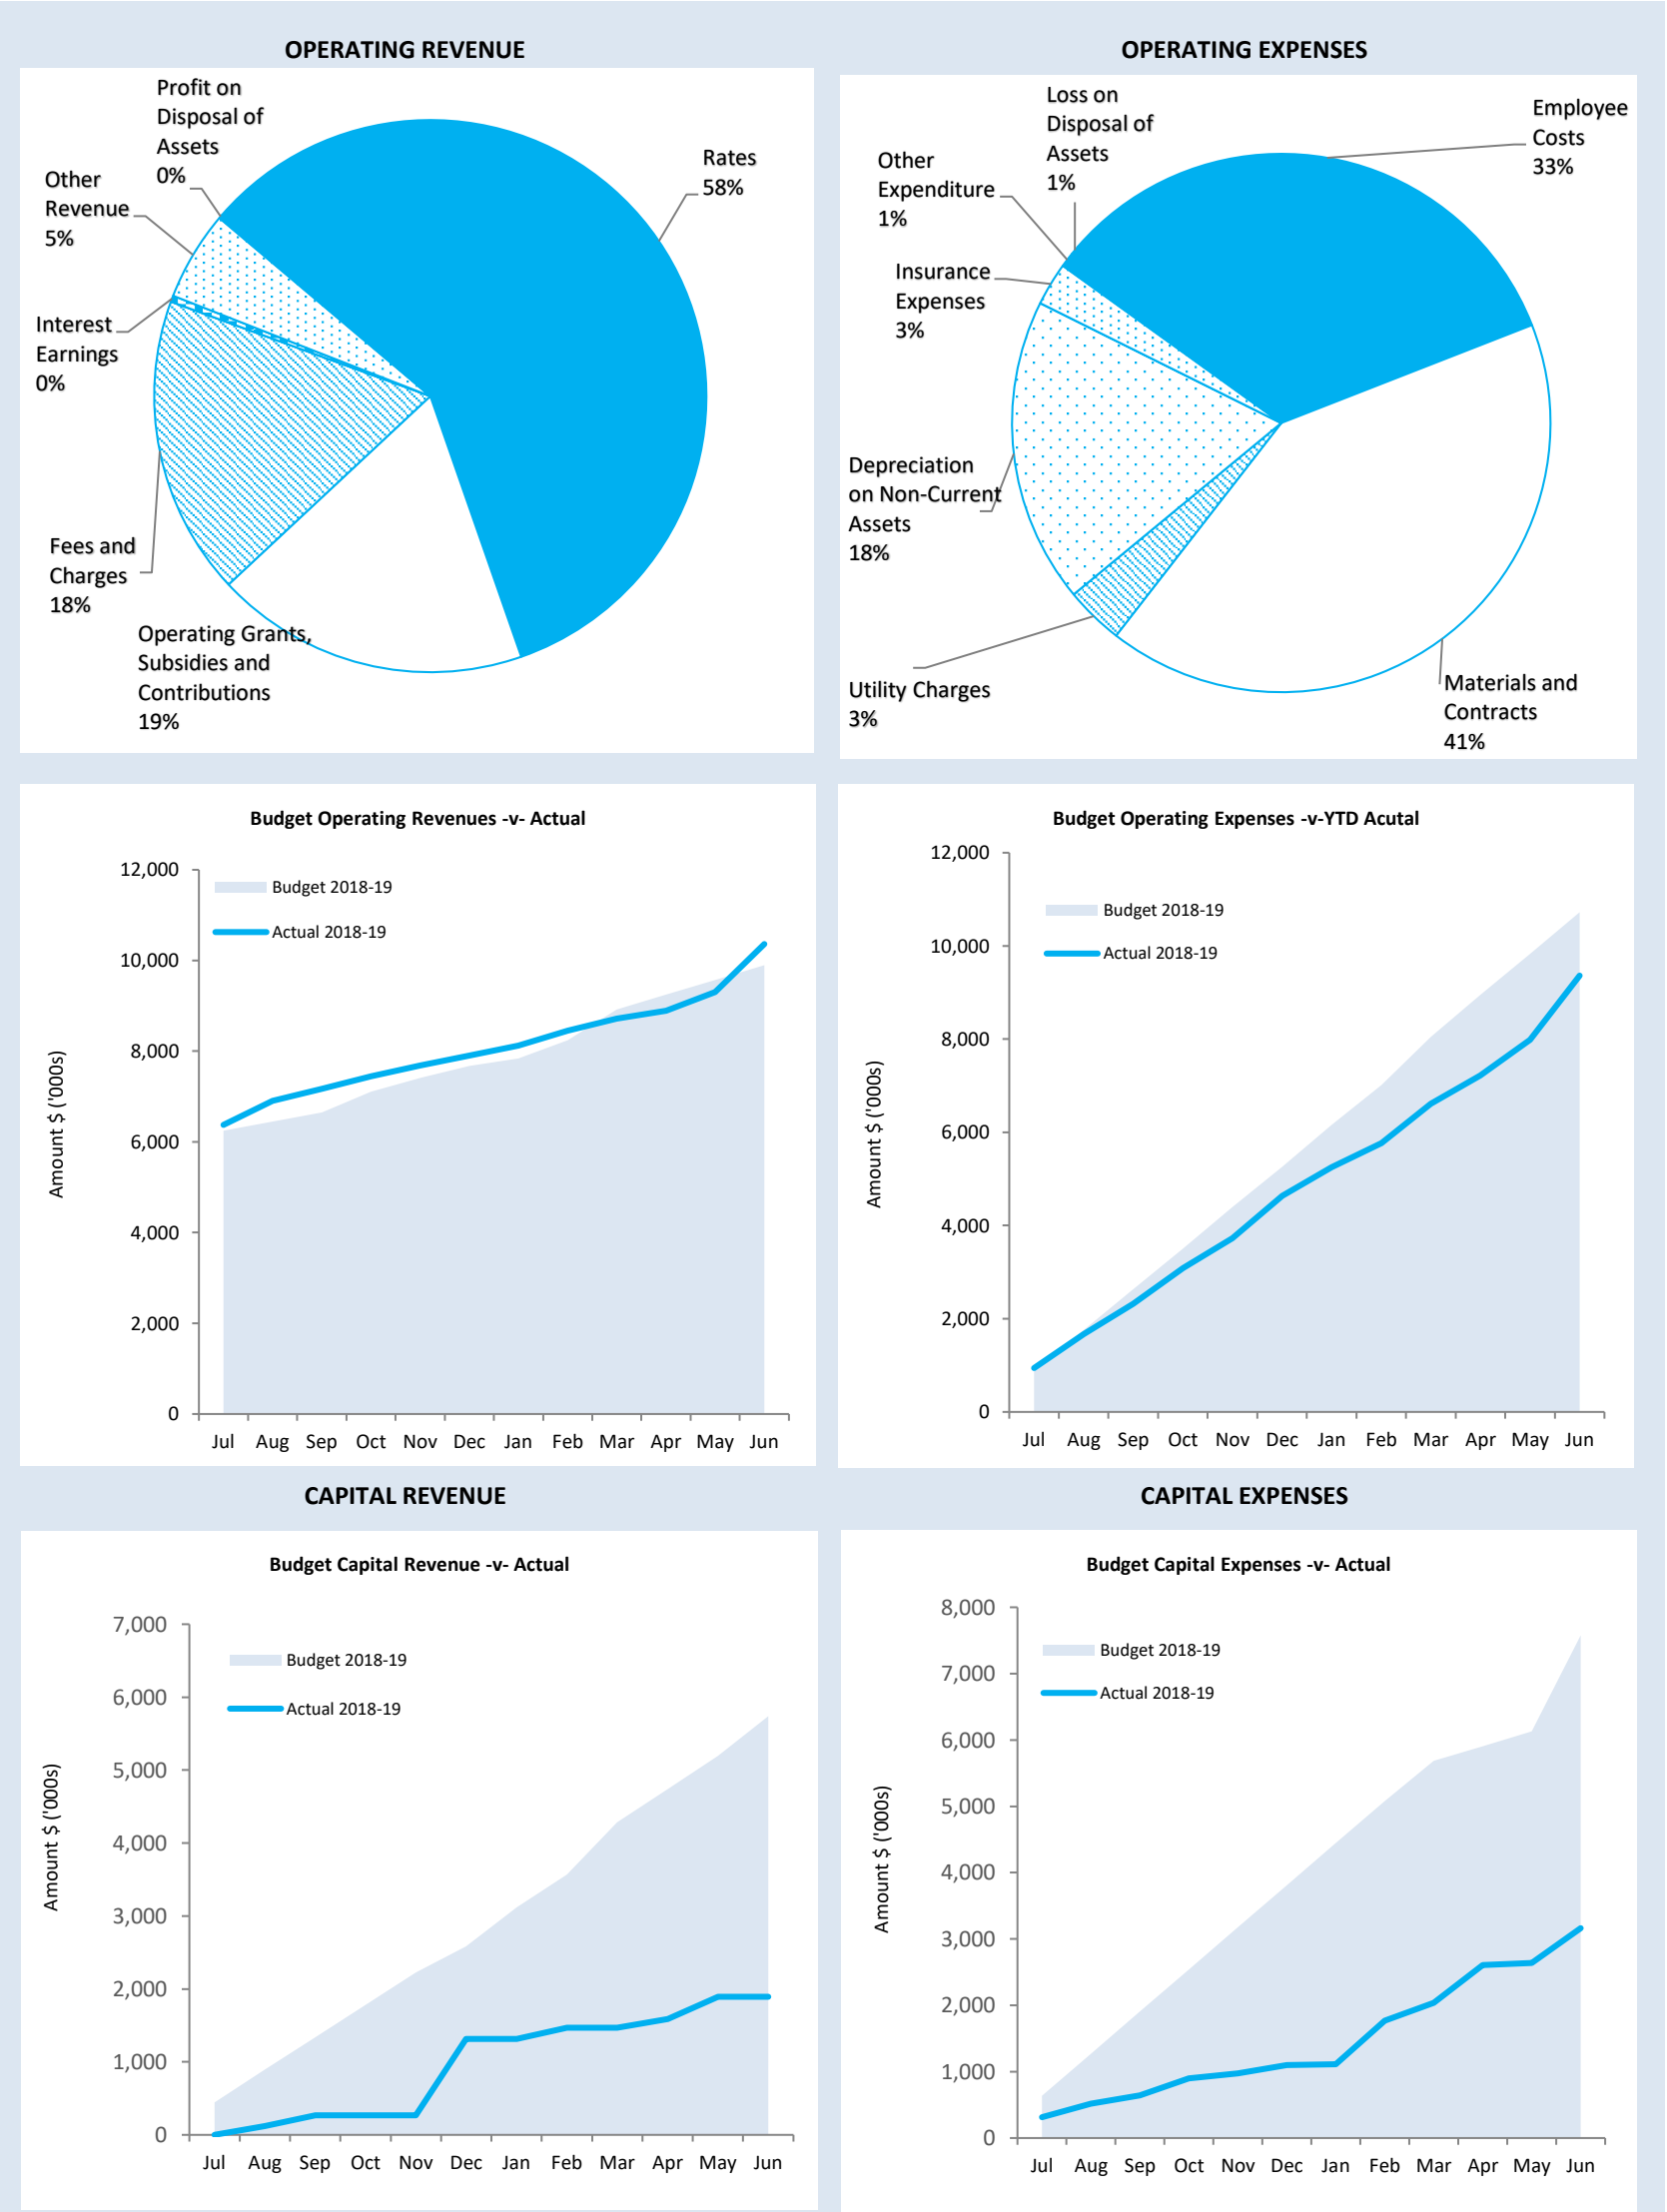 OPERATING REVENUE
Profit on
Disposal of
Assets
0%
Rates
58%
Other
Revenue
5%
Interest
Earnings
0%
Fees and
Charges
18%
Operating Grants,
Subsidies and
Contributions
19%
OPERATING EXPENSES
Loss on
Disposal of
Assets
1%
Employee
Costs
33%
Other
Expenditure
1%
Insurance
Expenses
3%
Depreciation
on Non-Current
Assets
18%
Utility Charges
3%
Materials and
Contracts
41%
Budget Operating Revenues -v- Actual
12,000
10,000
8,000
6,000
4,000
2,000
0
Budget 2018-19
Actual 2018-19
Amount $ ('000s)
Jul Aug Sep Oct Nov Dec Jan Feb Mar Apr May Jun
Budget Operating Expenses -v-YTD Acutal
12,000
10,000
8,000
6,000
4,000
2,000
0
Budget 2018-19
Actual 2018-19
Amount $ ('000s)
Jul Aug Sep Oct Nov Dec Jan Feb Mar Apr May Jun
CAPITAL REVENUE
Budget Capital Revenue -v- Actual
7,000
6,000
5,000
4,000
3,000
2,000
1,000
0
Budget 2018-19
Actual 2018-19
Amount $ ('000s)
Jul Aug Sep Oct Nov Dec Jan Feb Mar Apr May Jun
CAPITAL EXPENSES
Budget Capital Expenses -v- Actual
8,000
7,000
6,000
5,000
4,000
3,000
2,000
1,000
0
Budget 2018-19
Actual 2018-19
Amount $ ('000s)
Jul Aug Sep Oct Nov Dec Jan Feb Mar Apr May Jun